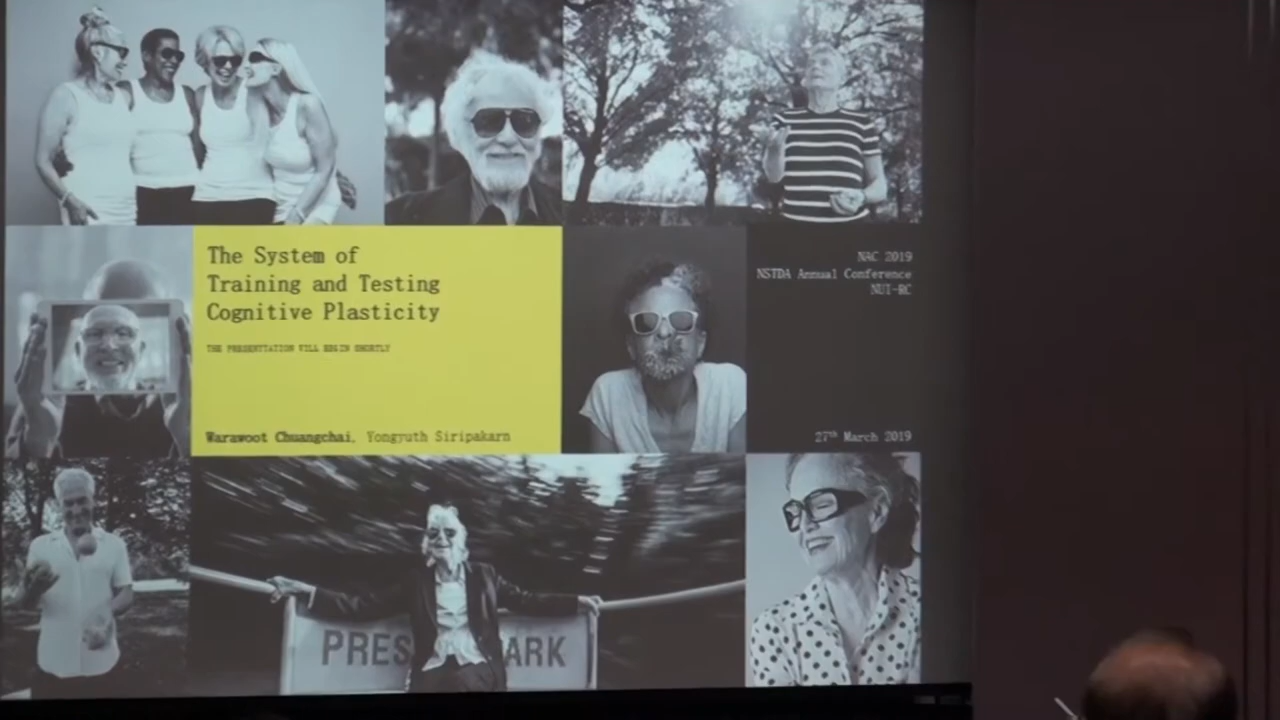 The System of
Training and Testing
Cognitive Plasticity
THE PRESENTTATION WILL BEGIN SHORTLY
Warawoot Chuangchai, Yongyuth Siripakarn
NAC 2019
NSTDA Annual Conference
NUI-RC
27th March 2019
PRES ARK